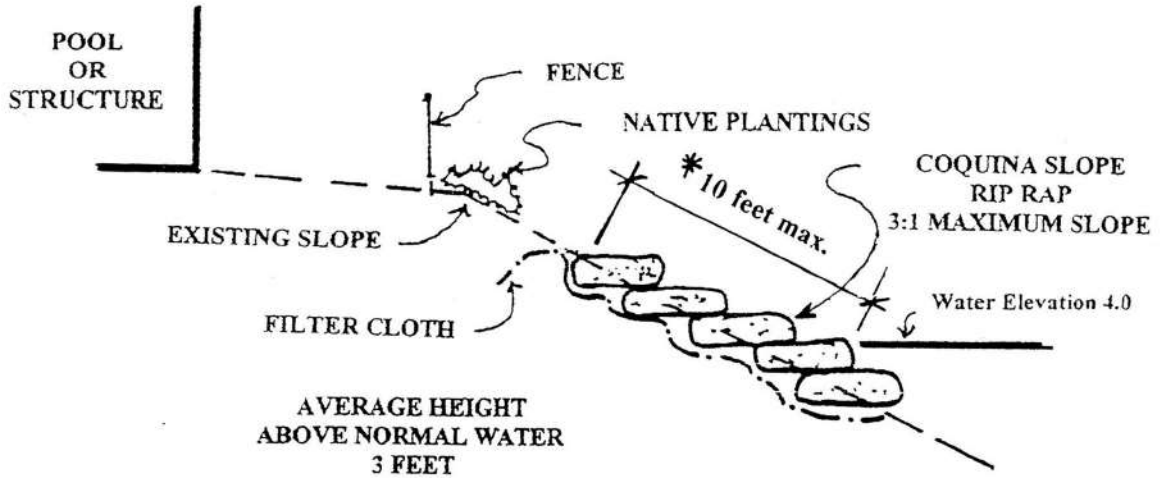 POOL
OR
STRUCTURE
FENCE
NATIVE PLANTINGS
* 10 feet max.
COQUINA SLOPE
RIP RAP
3:1 MAXIMUM SLOPE
EXISTING SLOPE
Water Elevation 4.0
FILTER CLOTH
AVERAGE HEIGHT
ABOVE NORMAL WATER
3 FEET